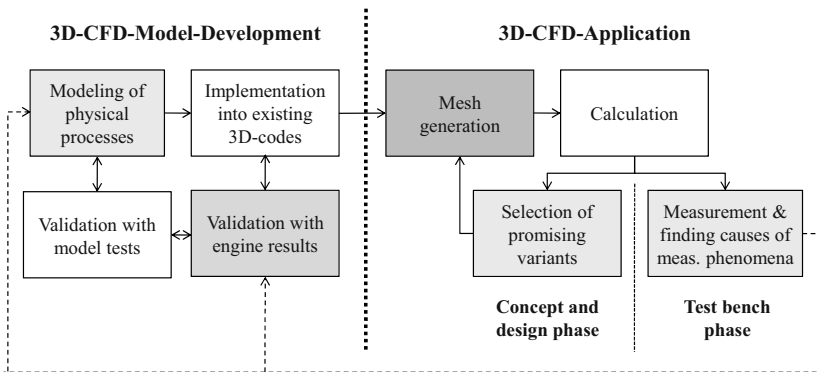 3D-CFD-Model-Development
3D-CFD-Application
Modeling of
physical
processes
Implementation
into existing
3D-codes
Mesh
generation
Calculation
Validation with
model tests
Validation with
engine results
Selection of
promising
variants
Measurement &
finding causes of
meas. phenomena
Concept and
design phase
Test bench
phase